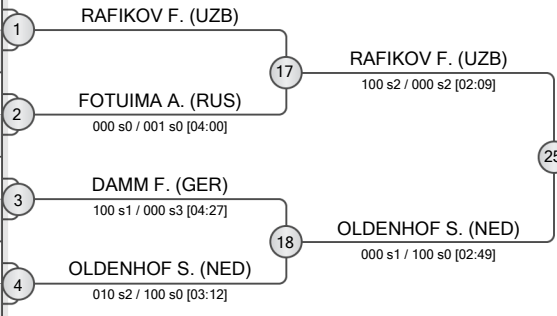 1
RAFIKOV F. (UZB)
17
RAFIKOV F. (UZB)
100 s2 / 000 s2 [02:09]
2
FOTUIMA A. (RUS)
000 s0 / 001 s0 [04:00]
25
3
DAMM F. (GER)
100 s1 / 000 s3 [04:27]
18
OLDENHOF S. (NED)
000 s1 / 100 s0 [02:49]
4
OLDENHOF S. (NED)
010 s2 / 100 s0 [03:12]